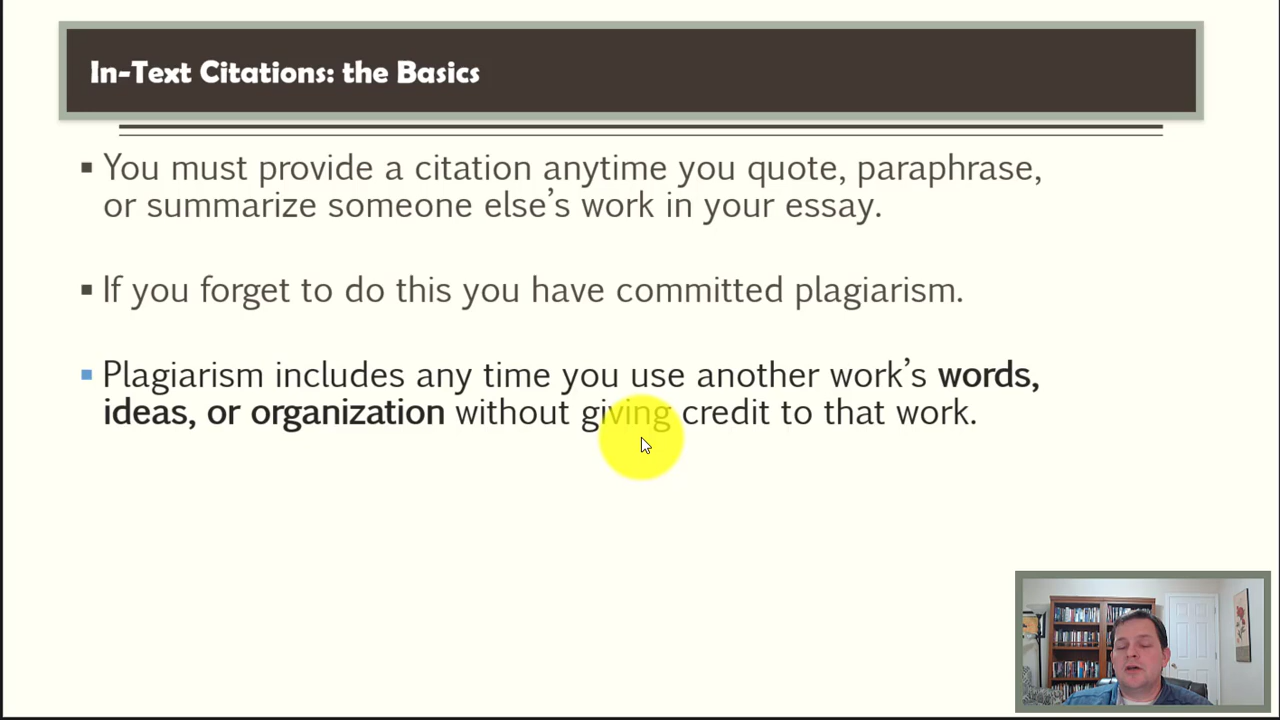 In-Text Citations: the Basics
▪ You must provide a citation anytime you quote, paraphrase,
or summarize someone else’s work in your essay.
▪ If you forget to do this you have committed plagiarism.
▪ Plagiarism includes any time you use another work’s words,
ideas, or organization without giving credit to that work.